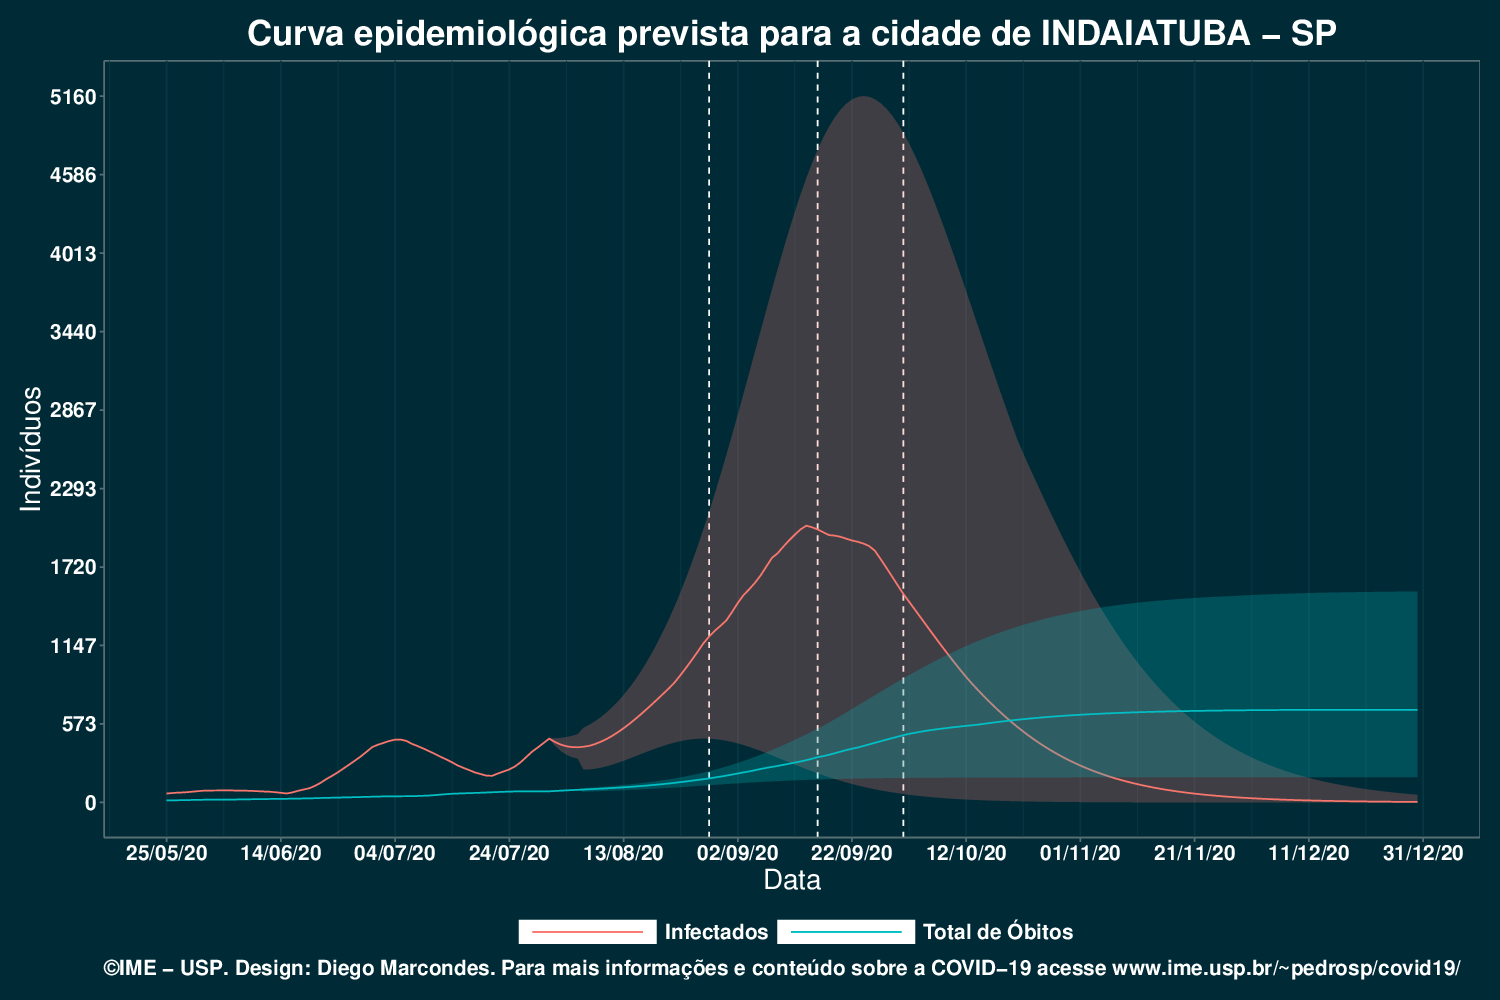 Curva epidemiológica prevista para a cidade de INDAIATUBA – SP
5160
4586
4013
3440
2867
2293
1720
1147
573
0
Indivíduos
25/05/20 14/06/20 04/07/20 24/07/20 13/08/20 02/09/20 22/09/20 12/10/20 01/11/20 21/11/20 11/12/20 31/12/20
Data
Infectados Total de Óbitos
©IME – USP. Design: Diego Marcondes. Para mais informações e conteúdo sobre a COVID–19 acesse www.ime.usp.br/~pedrosp/covid19/